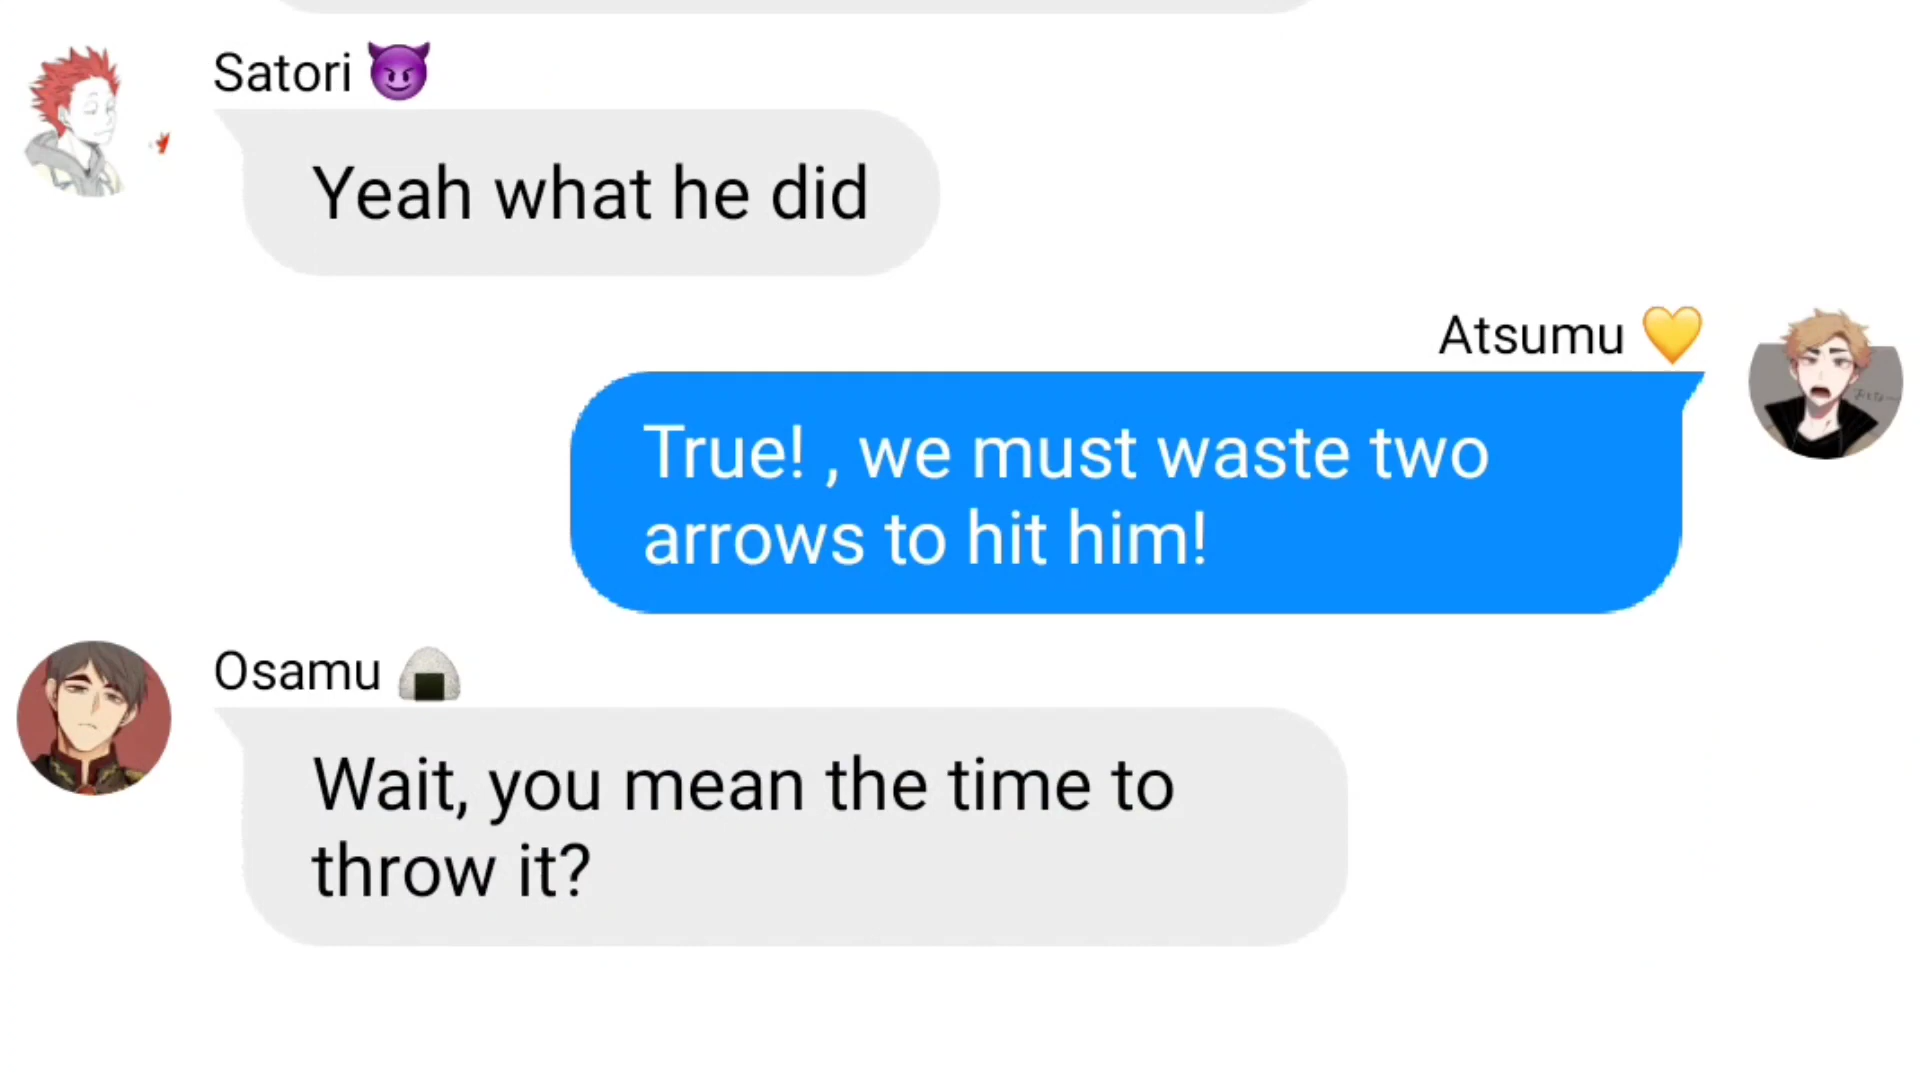 Satori 😈
Yeah what he did
Atsumu 💛
True! , we must waste two
arrows to hit him!
Osamu 🍙
Wait, you mean the time to
throw it?